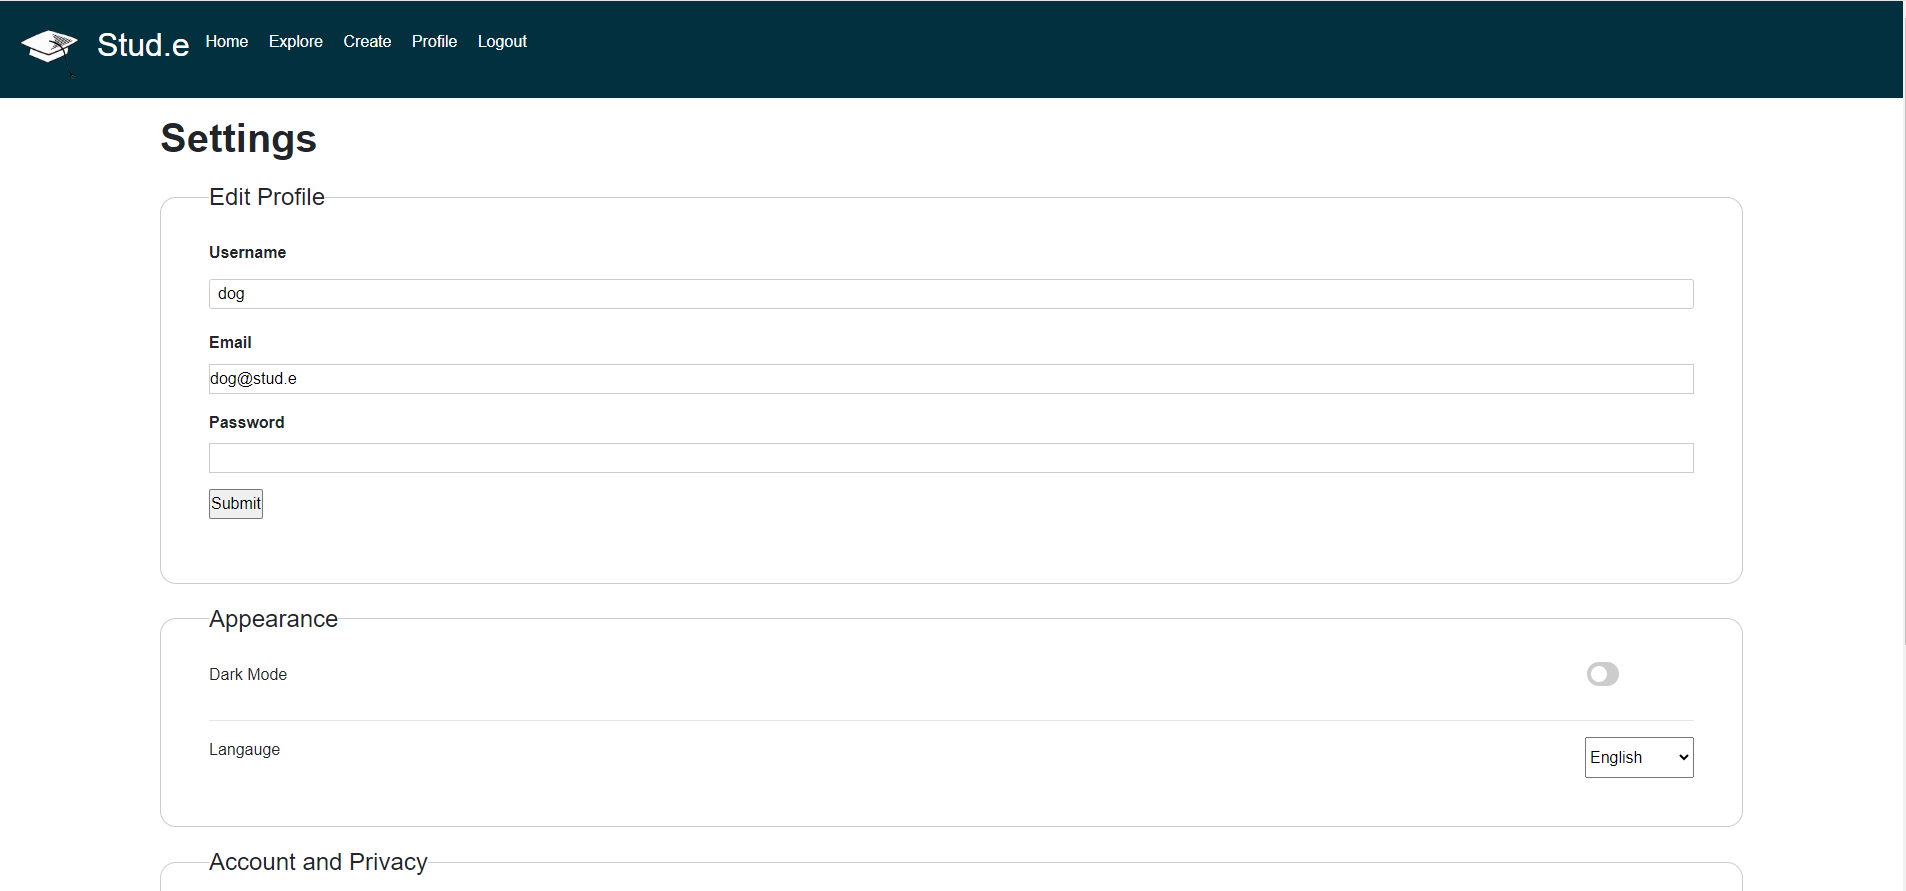 Stud.e Home Explore Create Profile Logout
Settings
Edit Profile
Username
dog
Email
dog@stud.e
Password
Submit
Appearance
Dark Mode
Langauge
English
Account and Privacy